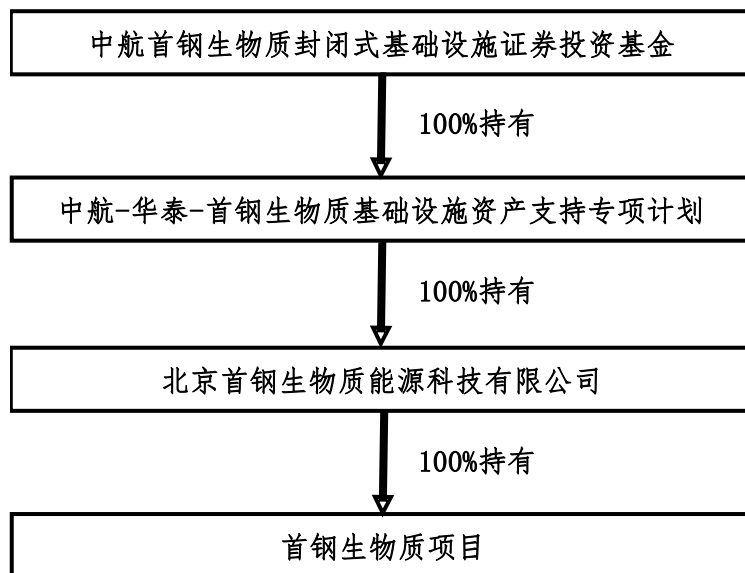 中航首钢生物质封闭式基础设施证券投资基金
100%持有
中航-华泰-首钢生物质基础设施资产支持专项计划
100%持有
北京首钢生物质能源科技有限公司
100%持有
首钢生物质项目